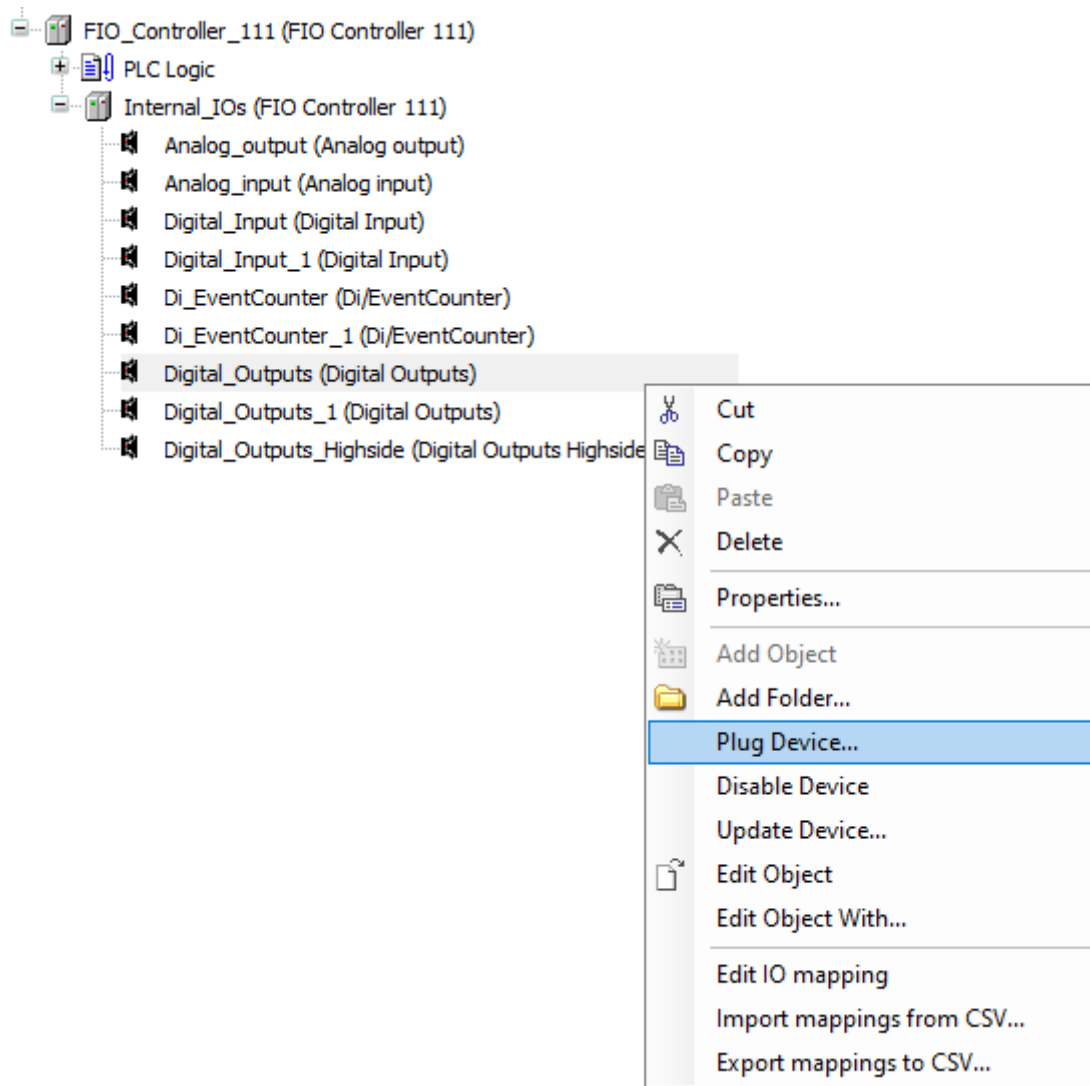 FIO_Controller_111 (FIO Controller 111)
PLC Logic
Internal_IOs (FIO Controller 111)
Analog_output (Analog output)
Analog_input (Analog input)
Digital_Input (Digital Input)
Digital_Input_1 (Digital Input)
Di_EventCounter (Di/EventCounter)
Di_EventCounter_1 (Di/EventCounter)
Digital_Outputs (Digital Outputs)
Digital_Outputs_1 (Digital Outputs)
Digital_Outputs_Highside (Digital Outputs Highside
Cut
Copy
Paste
Delete
Properties...
Add Object
Add Folder...
Plug Device...
Disable Device
Update Device...
Edit Object
Edit Object With...
Edit IO mapping
Import mappings from CSV...
Export mappings to CSV...